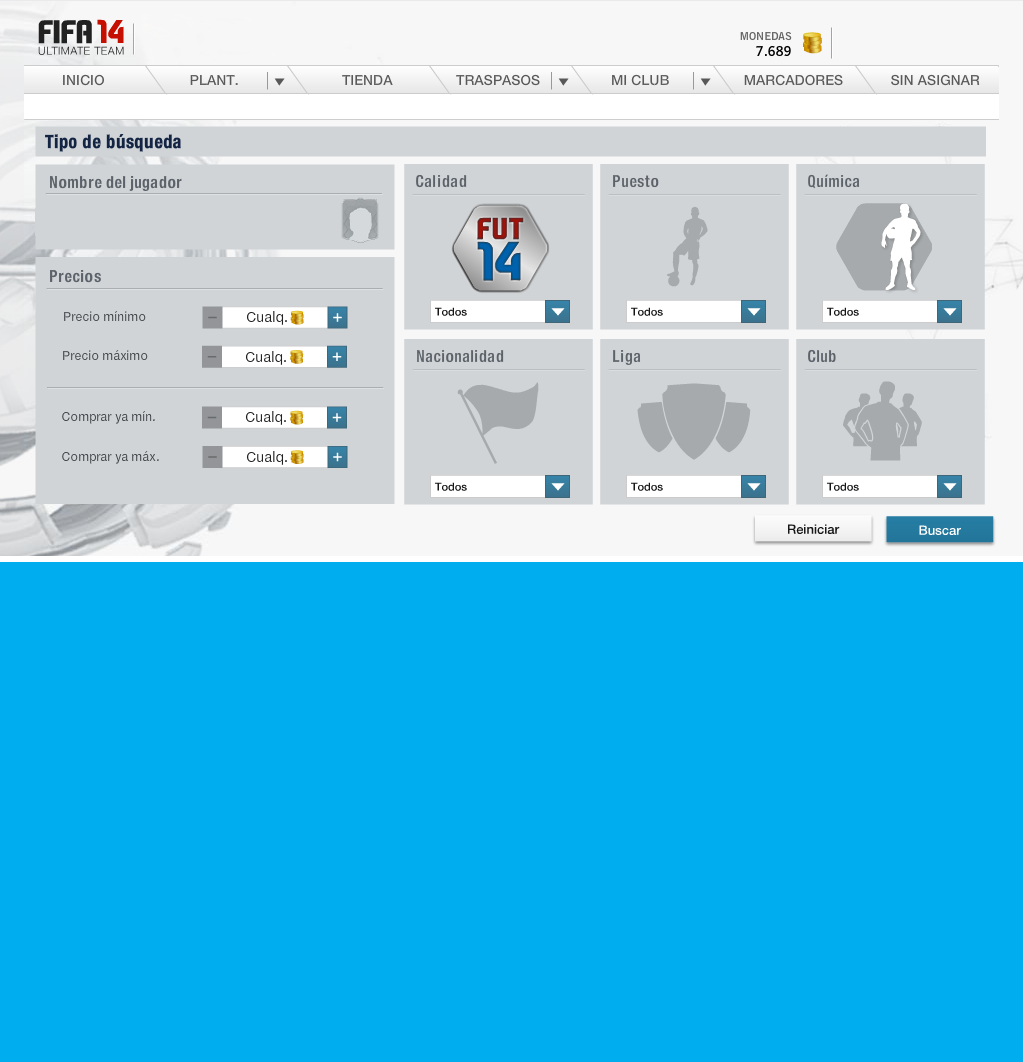 FIFA 14
ULTIMATE TEAM
MONEDAS
7.689
INICIO
PLANT.
TIENDA
TRASPASOS
MI CLUB
MARCADORES
SIN ASIGNAR
Tipo de búsqueda
Nombre del jugador
Precios
Precio mínimo
− Cualq. +
Precio máximo
− Cualq. +
Comprar ya mín.
− Cualq. +
Comprar ya máx.
− Cualq. +
Calidad
FUT
14
Todos
Puesto
Todos
Química
Todos
Nacionalidad
Todos
Liga
Todos
Club
Todos
Reiniciar
Buscar